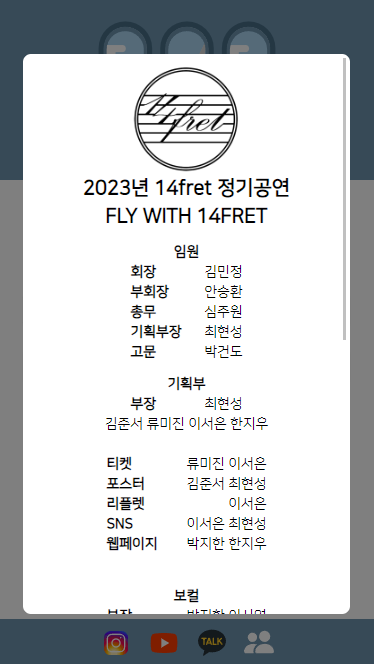 14fret
2023년 14fret 정기공연
FLY WITH 14FRET
임원
회장 김민정
부회장 안승환
총무 심주원
기획부장 최현성
고문 박건도
기획부
부장 최현성
김준서 류미진 이서은 한지우
티켓 류미진 이서은
포스터 김준서 최현성
리플렛 이서은
SNS 이서은 최현성
웹페이지 박지한 한지우
보컬
부장 박지한
TALK